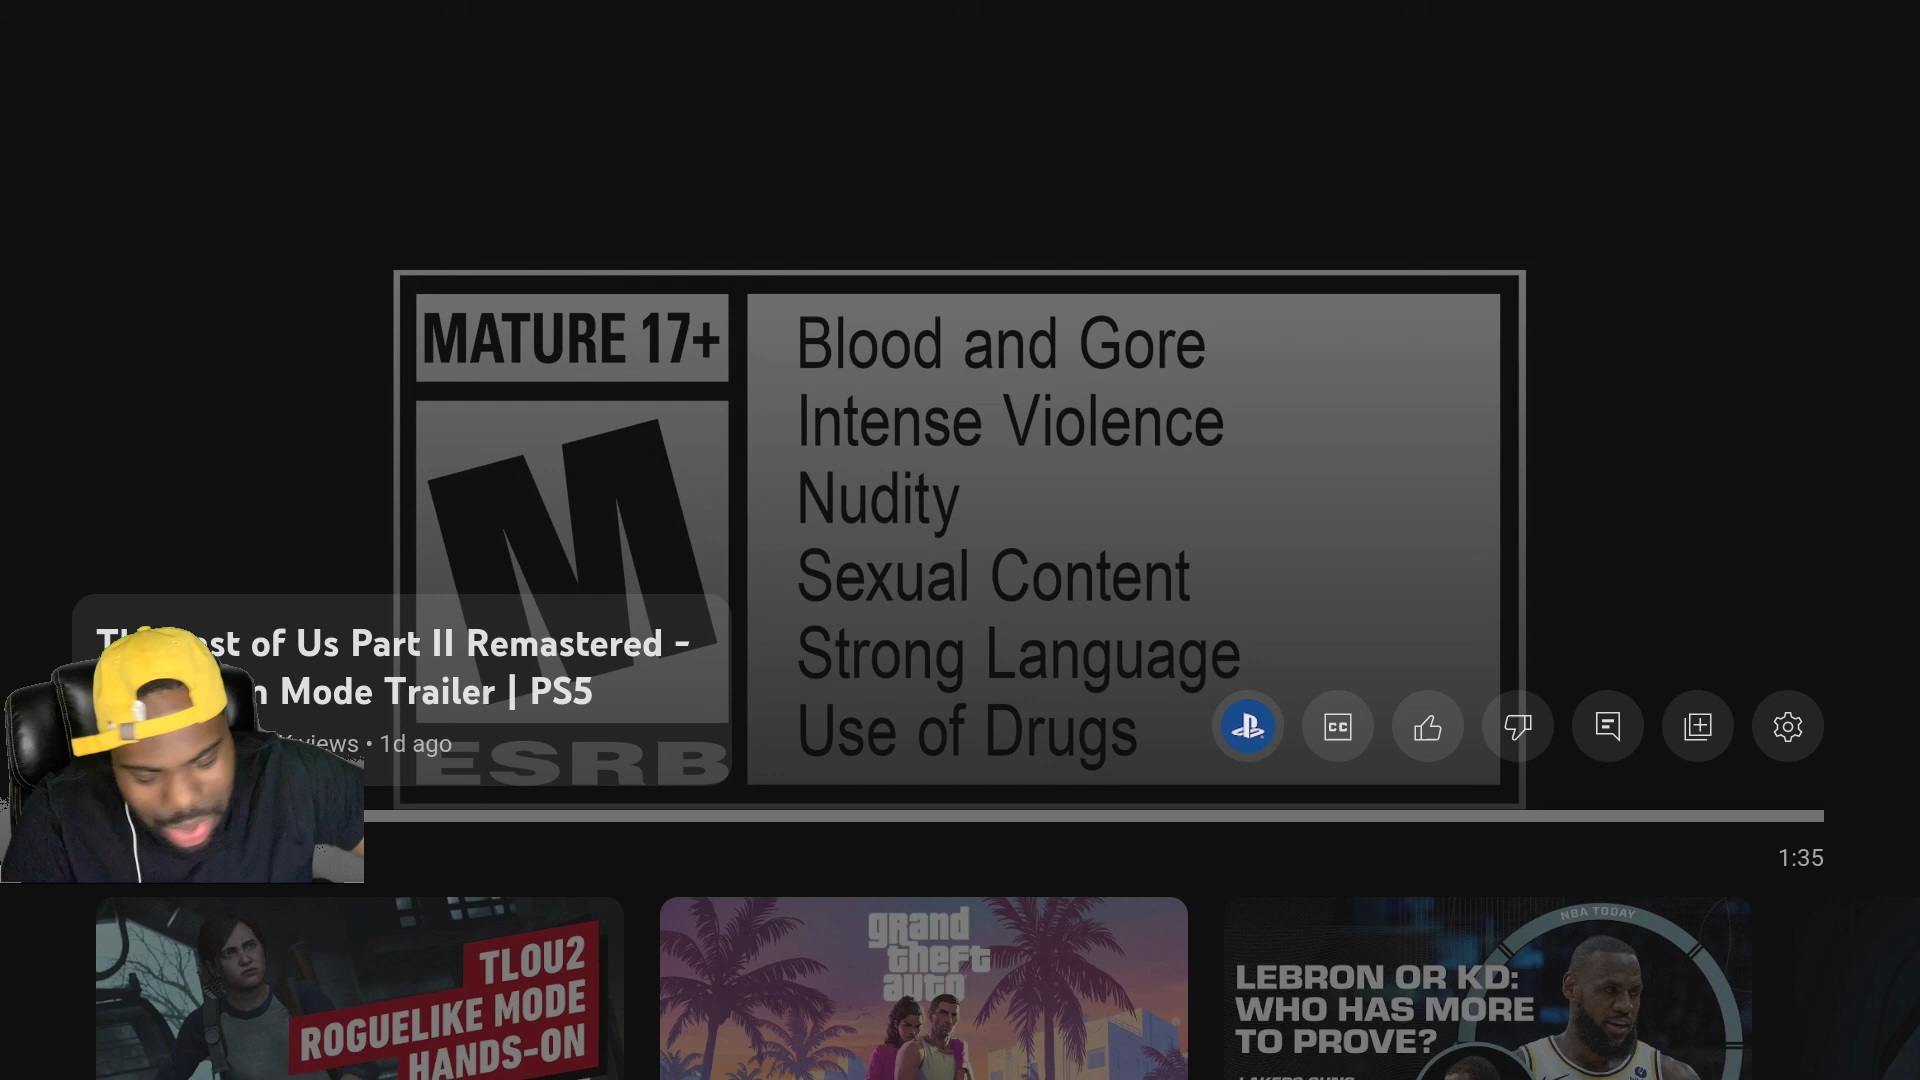 MATURE 17+
M
ESRB
Blood and Gore
Intense Violence
Nudity
Sexual Content
Strong Language
Use of Drugs
of Us Part II Remastered -
Mode Trailer | PS5
views • 1d ago
CC
1:35
TLOU2
ROGUELIKE MODE
HANDS-ON
grand
theft
auto
NBA TODAY
LEBRON OR KD:
WHO HAS MORE
TO PROVE?